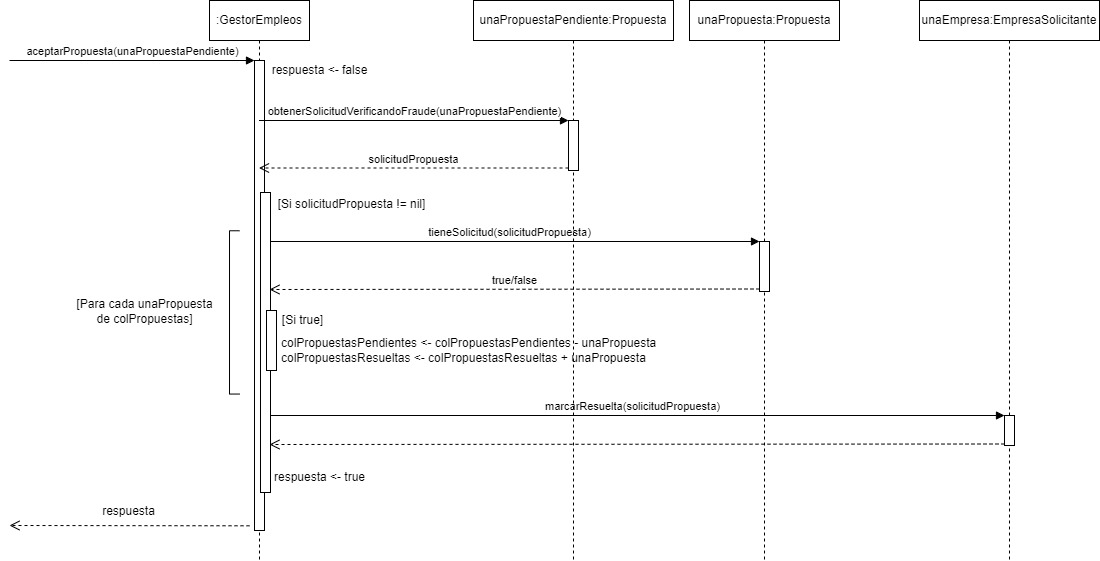 :GestorEmpleos
unaPropuestaPendiente:Propuesta
unaPropuesta:Propuesta
unaEmpresa:EmpresaSolicitante
aceptarPropuesta(unaPropuestaPendiente)
respuesta <- false
obtenerSolicitudVerificandoFraude(unaPropuestaPendiente)
solicitudPropuesta
[Si solicitudPropuesta != nil]
tieneSolicitud(solicitudPropuesta)
true/false
[Para cada unaPropuesta
de colPropuestas]
[Si true]
colPropuestasPendientes <- colPropuestasPendientes - unaPropuesta
colPropuestasResueltas <- colPropuestasResueltas + unaPropuesta
marcarResuelta(solicitudPropuesta)
respuesta <- true
respuesta